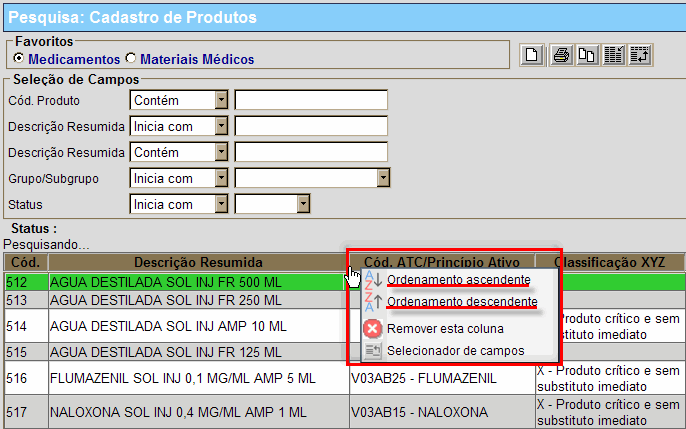 Pesquisa: Cadastro de Produtos
Favoritos
Medicamentos Materiais Médicos
Seleção de Campos
Cód. Produto Contém
Descrição Resumida Inicia com
Descrição Resumida Contém
Grupo/Subgrupo Inicia com
Status Inicia com
Status :
Pesquisando...
Cód. Descrição Resumida Cód. ATC/Princípio Ativo Classificação XYZ
512 AGUA DESTILADA SOL INJ FR 500 ML
Ordenamento ascendente
513 AGUA DESTILADA SOL INJ FR 250 ML
Ordenamento descendente
514 AGUA DESTILADA SOL INJ AMP 10 ML
Produto crítico e sem
stituto imediato
Remover esta coluna
515 AGUA DESTILADA SOL INJ FR 125 ML
Selecionador de campos
516 FLUMAZENIL SOL INJ 0,1 MG/ML AMP 5 ML V03AB25 - FLUMAZENIL X - Produto crítico e sem
substituto imediato
517 NALOXONA SOL INJ 0,4 MG/ML AMP 1 ML V03AB15 - NALOXONA X - Produto crítico e sem
substituto imediato